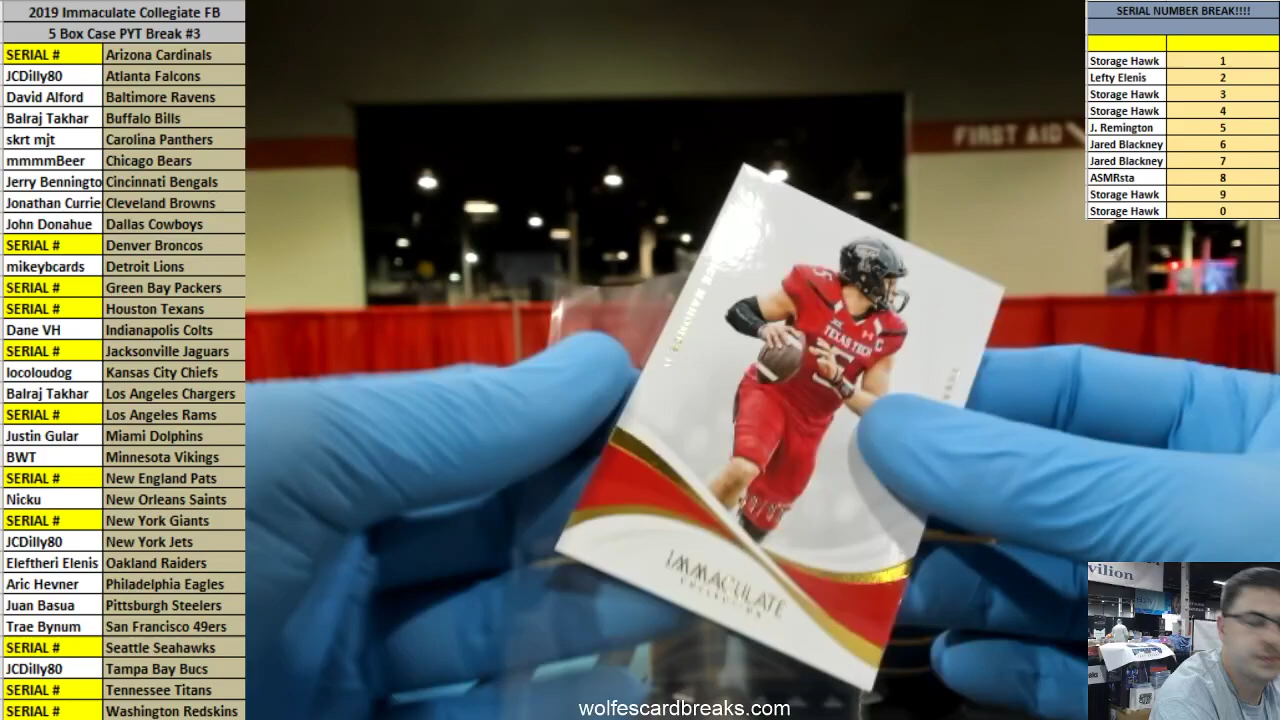 2019 Immaculate Collegiate FB
5 Box Case PYT Break #3
SERIAL # Arizona Cardinals
JCDilly80 Atlanta Falcons
David Alford Baltimore Ravens
Balraj Takhar Buffalo Bills
skrt mjt Carolina Panthers
mmmmBeer Chicago Bears
Jerry Benningto Cincinnati Bengals
Jonathan Currie Cleveland Browns
John Donahue Dallas Cowboys
SERIAL # Denver Broncos
mikeybcards Detroit Lions
SERIAL # Green Bay Packers
SERIAL # Houston Texans
Dane VH Indianapolis Colts
SERIAL # Jacksonville Jaguars
locoloudog Kansas City Chiefs
Balraj Takhar Los Angeles Chargers
SERIAL # Los Angeles Rams
Justin Gular Miami Dolphins
BWT Minnesota Vikings
SERIAL # New England Pats
Nicku New Orleans Saints
SERIAL # New York Giants
JCDilly80 New York Jets
Eleftheri Elenis Oakland Raiders
Aric Hevner Philadelphia Eagles
Juan Basua Pittsburgh Steelers
Trae Bynum San Francisco 49ers
SERIAL # Seattle Seahawks
JCDilly80 Tampa Bay Bucs
SERIAL # Tennessee Titans
SERIAL # Washington Redskins
SERIAL NUMBER BREAK!!!!
Storage Hawk 1
Lefty Elenis 2
Storage Hawk 3
Storage Hawk 4
J. Remington 5
Jared Blackney 6
Jared Blackney 7
ASMRsta 8
Storage Hawk 9
Storage Hawk 0
FIRST AID
MAHOMES
TEXAS TECH
IMMACULATE
COLLECTION
vilion
wolfescardbreaks.com